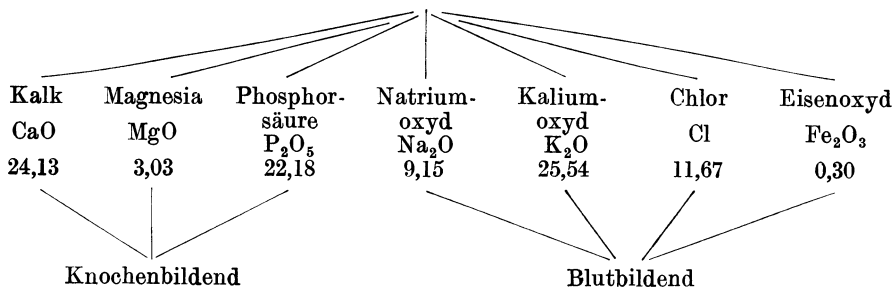 Kalk Magnesia Phosphor- Natrium- Kalium- Chlor Eisenoxyd
säure oxyd oxyd
CaO MgO P₂O₅ Na₂O K₂O Cl Fe₂O₃
24,13 3,03 22,18 9,15 25,54 11,67 0,30
Knochenbildend Blutbildend